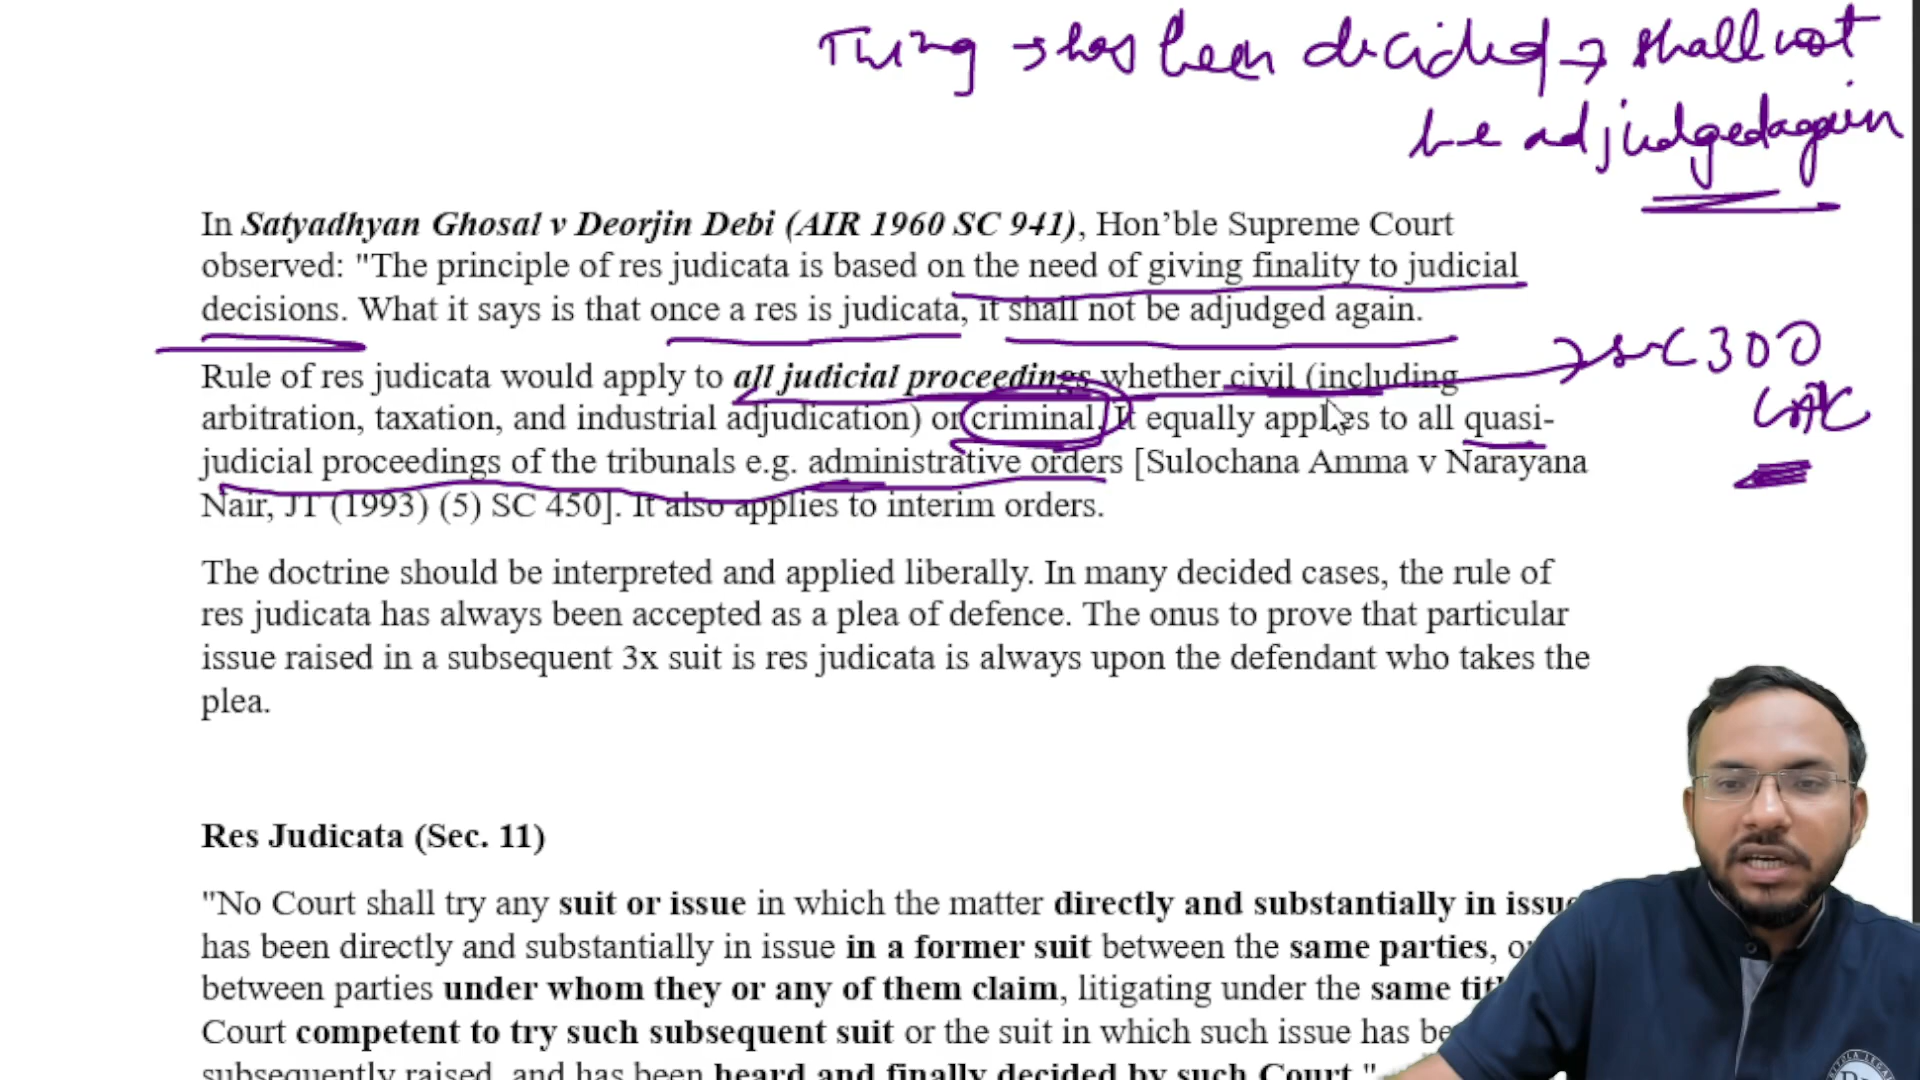 Thing → has been decided → shall not
be adjudged again
In Satyadhyan Ghosal v Deorjin Debi (AIR 1960 SC 941), Hon’ble Supreme Court
observed: "The principle of res judicata is based on the need of giving finality to judicial
decisions. What it says is that once a res is judicata, it shall not be adjudged again.
Rule of res judicata would apply to all judicial proceedings whether civil (including
arbitration, taxation, and industrial adjudication) or criminal. It equally applies to all quasi-
judicial proceedings of the tribunals e.g. administrative orders [Sulochana Amma v Narayana
Nair, JT (1993) (5) SC 450]. It also applies to interim orders.
300
The doctrine should be interpreted and applied liberally. In many decided cases, the rule of
res judicata has always been accepted as a plea of defence. The onus to prove that particular
issue raised in a subsequent 3x suit is res judicata is always upon the defendant who takes the
plea.
Res Judicata (Sec. 11)
"No Court shall try any suit or issue in which the matter directly and substantially in issue
has been directly and substantially in issue in a former suit between the same parties, or
between parties under whom they or any of them claim, litigating under the same
Court competent to try such subsequent suit or the suit in which such issue has
subsequently raised, and has been heard and finally decided by such Court."